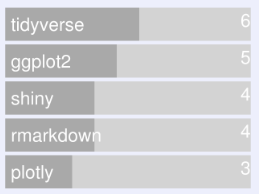 tidyverse 6
ggplot2 5
shiny 4
rmarkdown 4
plotly 3